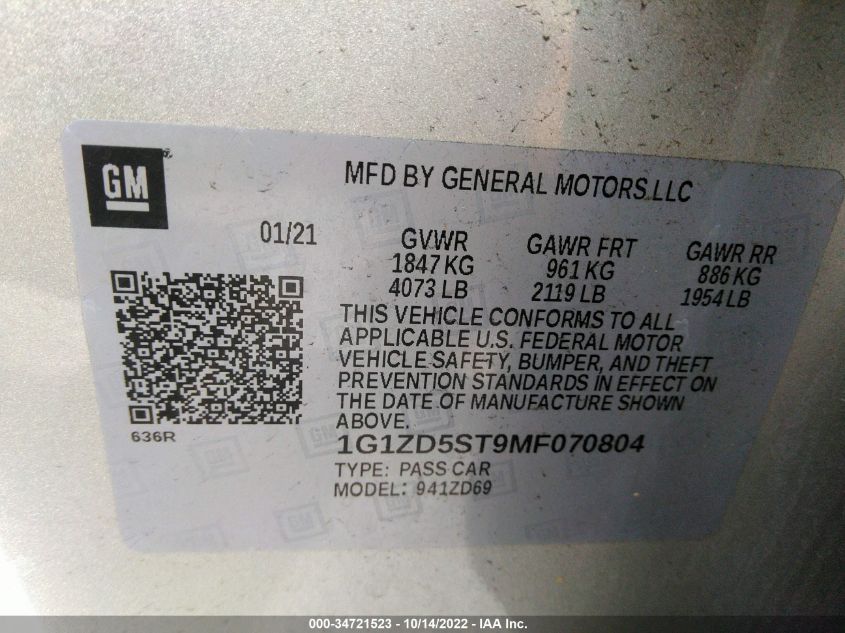 GM
MFD BY GENERAL MOTORS LLC
01/21
GVWR GAWR FRT GAWR RR
1847 KG 961 KG 886 KG
4073 LB 2119 LB 1954 LB
THIS VEHICLE CONFORMS TO ALL
APPLICABLE U.S. FEDERAL MOTOR
VEHICLE SAFETY, BUMPER, AND THEFT
PREVENTION STANDARDS IN EFFECT ON
THE DATE OF MANUFACTURE SHOWN
ABOVE.
636R
1G1ZD5ST9MF070804
TYPE: PASS CAR
MODEL: 941ZD69
000-34721523 - 10/14/2022 - IAA Inc.